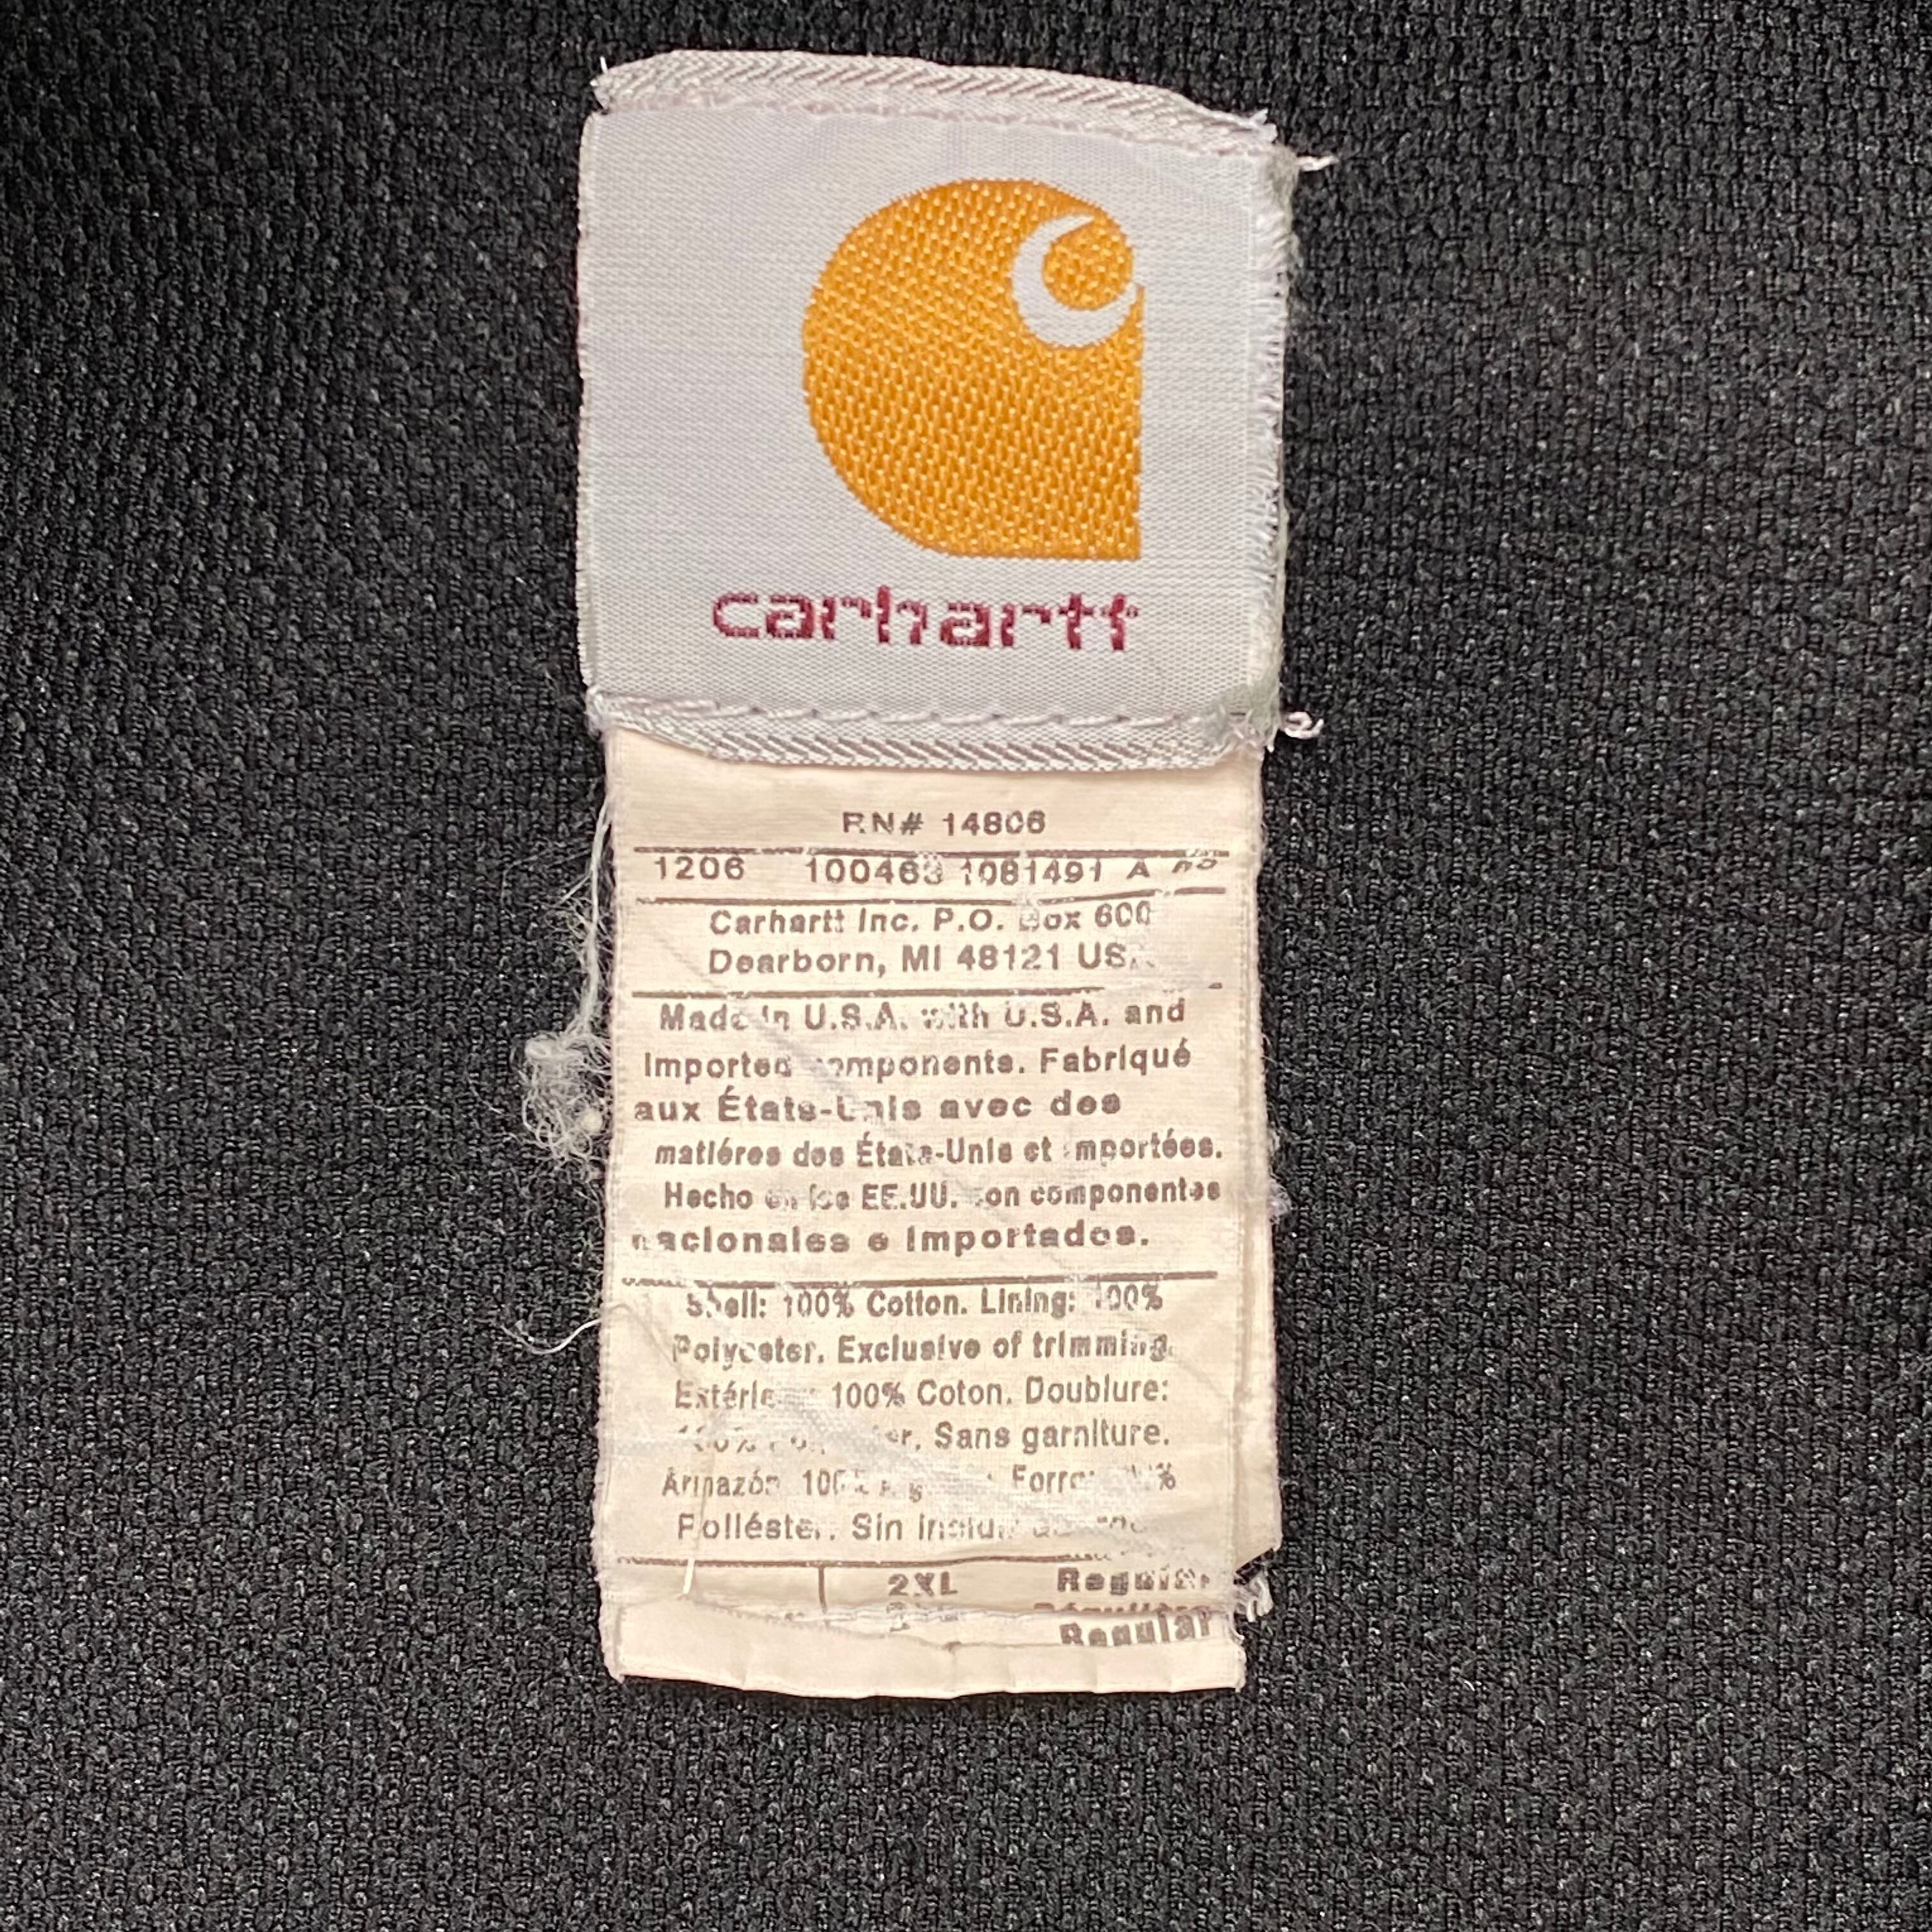 carhartt
RN# 14806
1206 100463 1081491 A
Carhartt Inc. P.O. Box 600
Dearborn, MI 48121
Made in U.S.A. with U.S.A. and
Imported components. Fabriqué
aux États-Unis avec des
matiéres des États-Unis et importées.
Hecho en los EE.UU. con componentes
nacionales e importados.
Shell: 100% Cotton. Lining: 100%
Polyester. Exclusive of trimming.
100% Coton. Doublure:
Sans garniture.
Armazón
Poliéster. Sin
2XL Regular
Regular